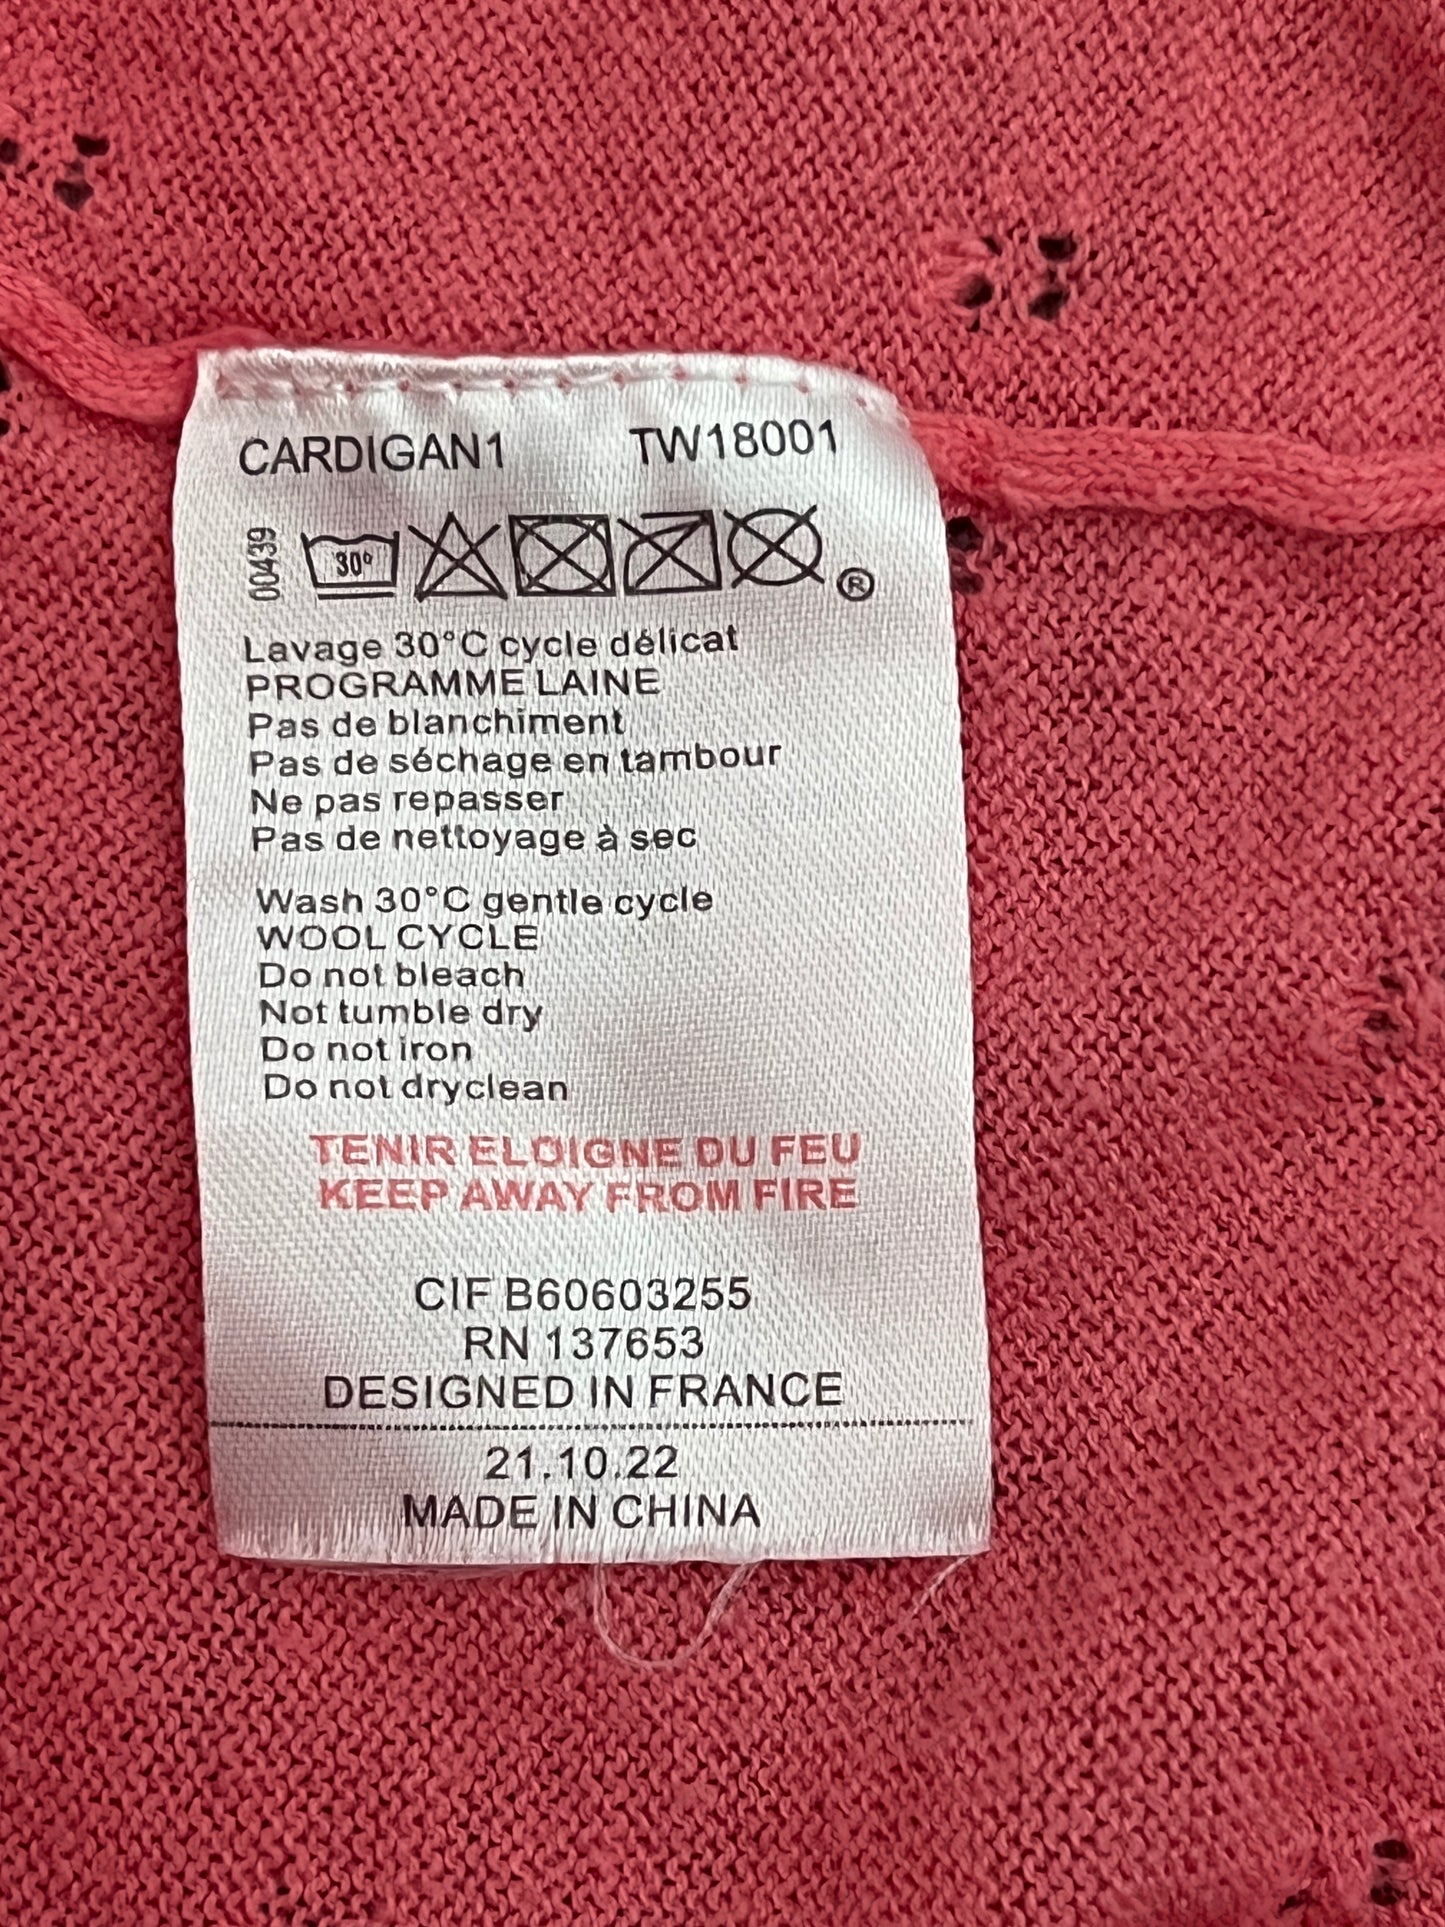 CARDIGAN1 TW18001
00439 30° ®
Lavage 30°C cycle délicat
PROGRAMME LAINE
Pas de blanchiment
Pas de séchage en tambour
Ne pas repasser
Pas de nettoyage à sec
Wash 30°C gentle cycle
WOOL CYCLE
Do not bleach
Not tumble dry
Do not iron
Do not dryclean
TENIR ELOIGNE DU FEU
KEEP AWAY FROM FIRE
CIF B60603255
RN 137653
DESIGNED IN FRANCE
21.10.22
MADE IN CHINA